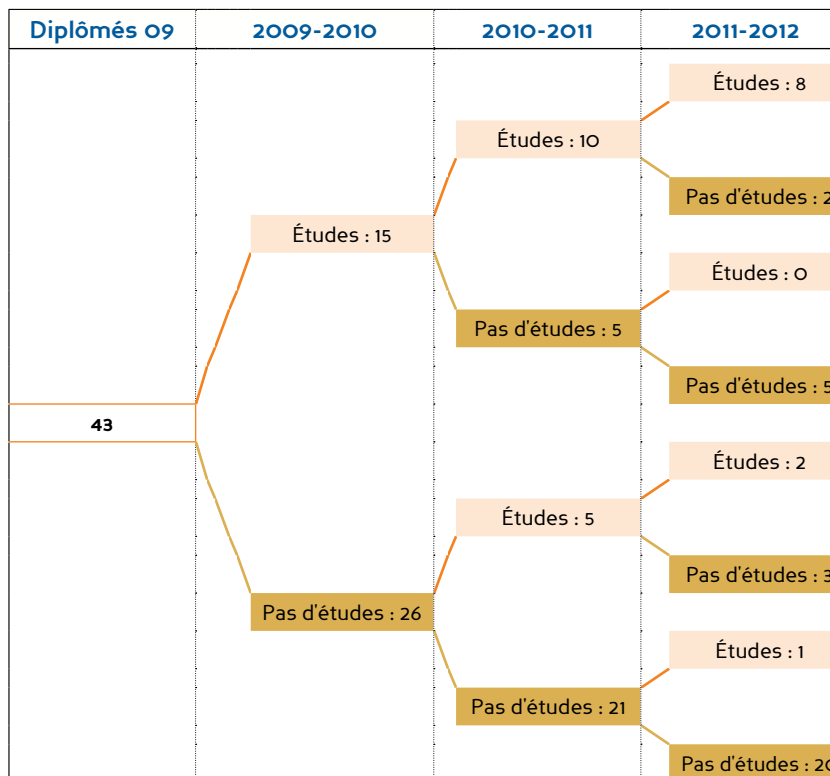 Diplômés 09 2009-2010 2010-2011 2011-2012
Études : 8
Études : 10
Pas d'études : 2
Études : 15
Études : 0
Pas d'études : 5
Pas d'études : 5
43
Études : 2
Études : 5
Pas d'études : 3
Pas d'études : 26
Études : 1
Pas d'études : 21
Pas d'études : 20